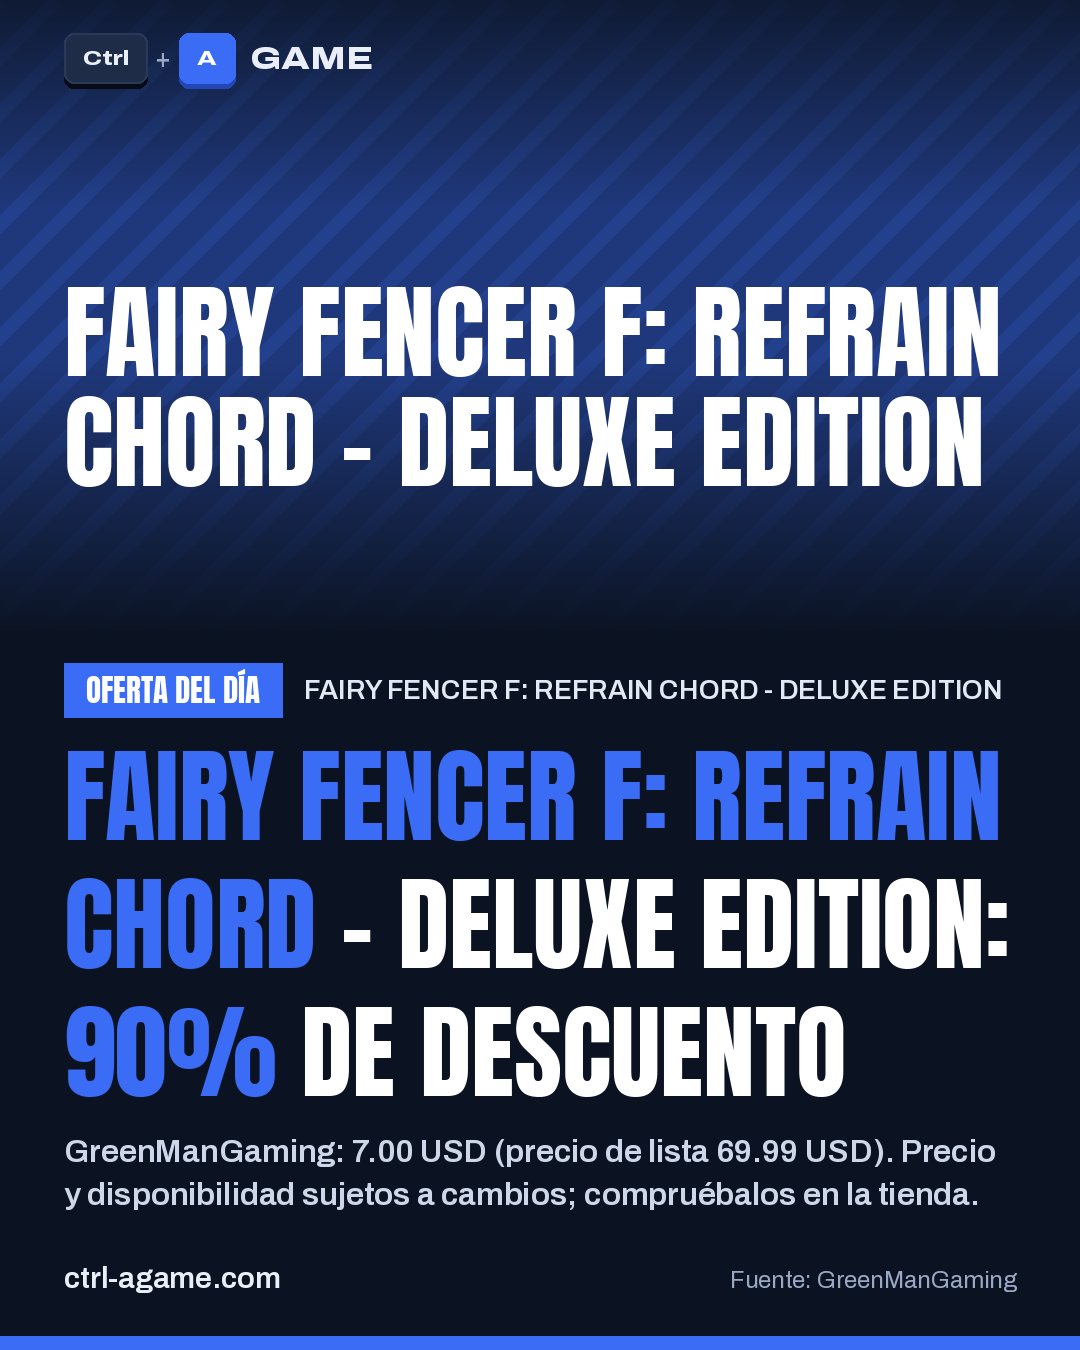 Ctrl + A GAME
FAIRY FENCER F: REFRAIN
CHORD - DELUXE EDITION
OFERTA DEL DÍA FAIRY FENCER F: REFRAIN CHORD - DELUXE EDITION
FAIRY FENCER F: REFRAIN
CHORD - DELUXE EDITION:
90% DE DESCUENTO
GreenManGaming: 7.00 USD (precio de lista 69.99 USD). Precio
y disponibilidad sujetos a cambios; compruébalos en la tienda.
ctrl-agame.com Fuente: GreenManGaming